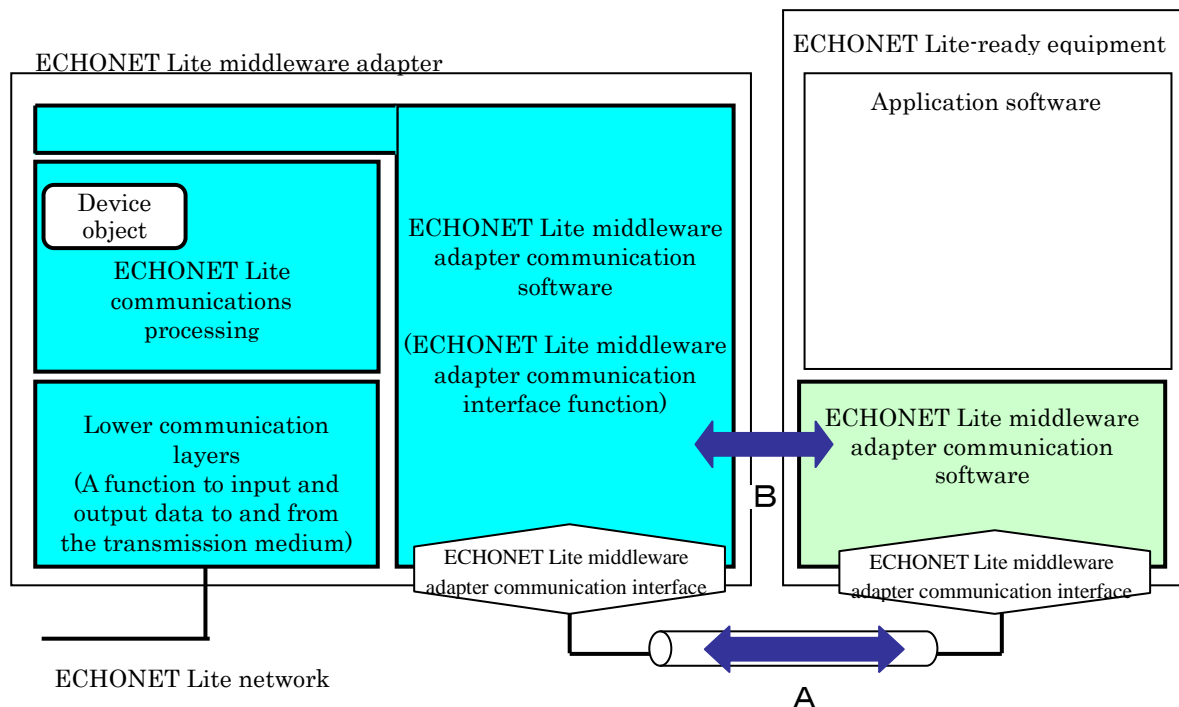 ECHONET Lite middleware adapter
Device
object
ECHONET Lite
communications
processing
Lower communication
layers
(A function to input and
output data to and from
the transmission medium)
ECHONET Lite middleware
adapter communication
software
(ECHONET Lite middleware
adapter communication
interface function)
ECHONET Lite middleware
adapter communication interface
ECHONET Lite network
ECHONET Lite-ready equipment
Application software
ECHONET Lite middleware
adapter communication
software
ECHONET Lite middleware
adapter communication interface
B
A